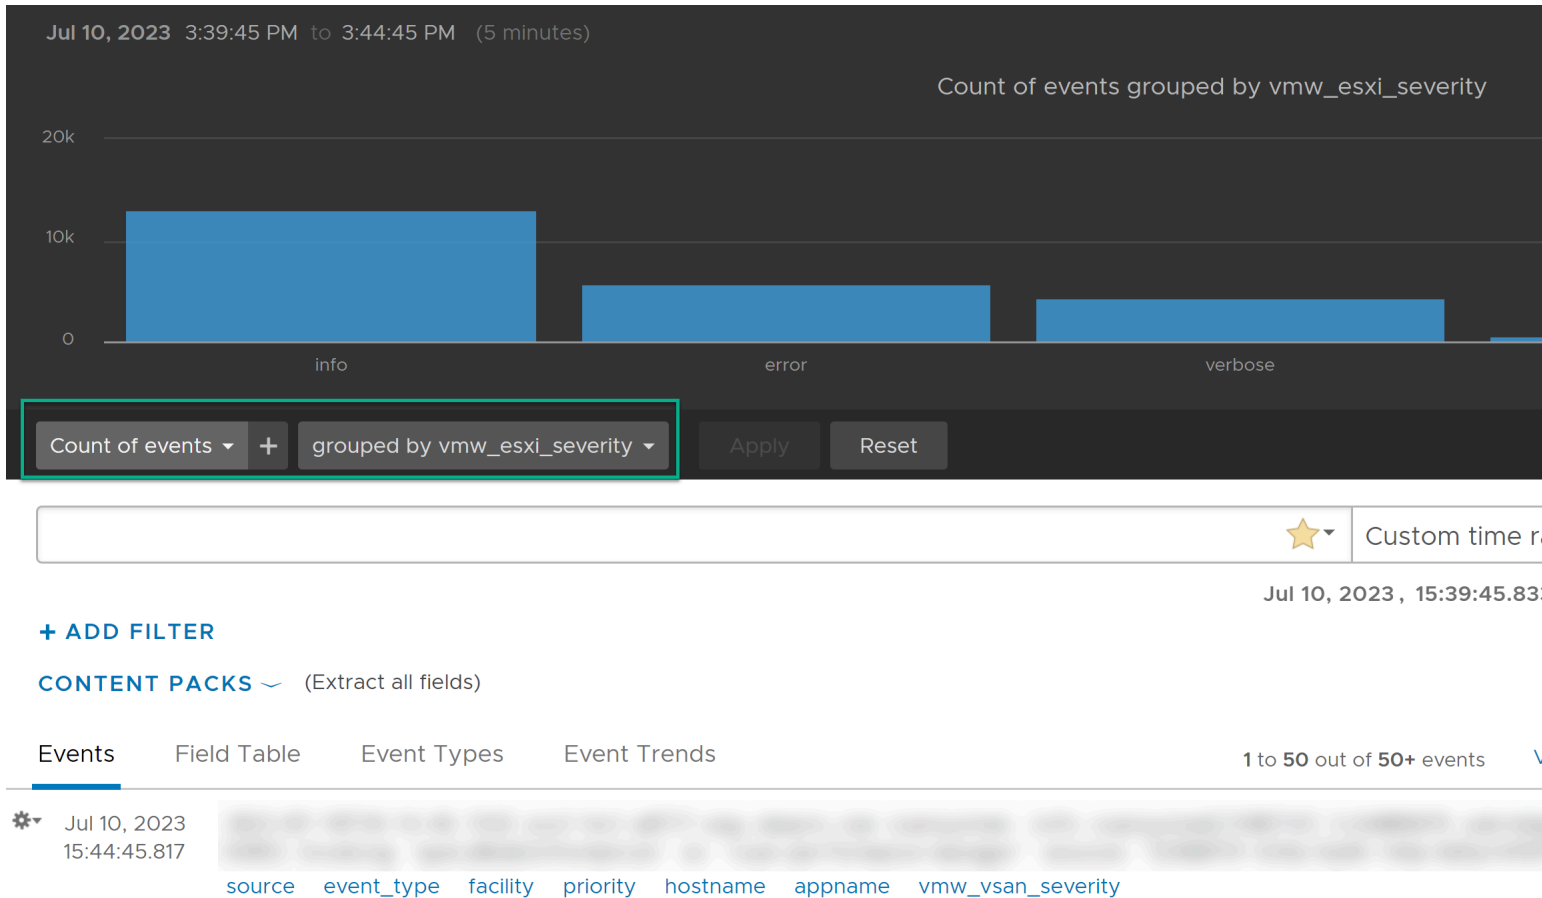 Jul 10, 2023 3:39:45 PM to 3:44:45 PM (5 minutes)
Count of events grouped by vmw_esxi_severity
20k
10k
0
info error verbose
Count of events + grouped by vmw_esxi_severity Apply Reset
Custom time ra
Jul 10, 2023 , 15:39:45.833
+ ADD FILTER
CONTENT PACKS (Extract all fields)
Events Field Table Event Types Event Trends 1 to 50 out of 50+ events V
Jul 10, 2023
15:44:45.817
source event_type facility priority hostname appname vmw_vsan_severity